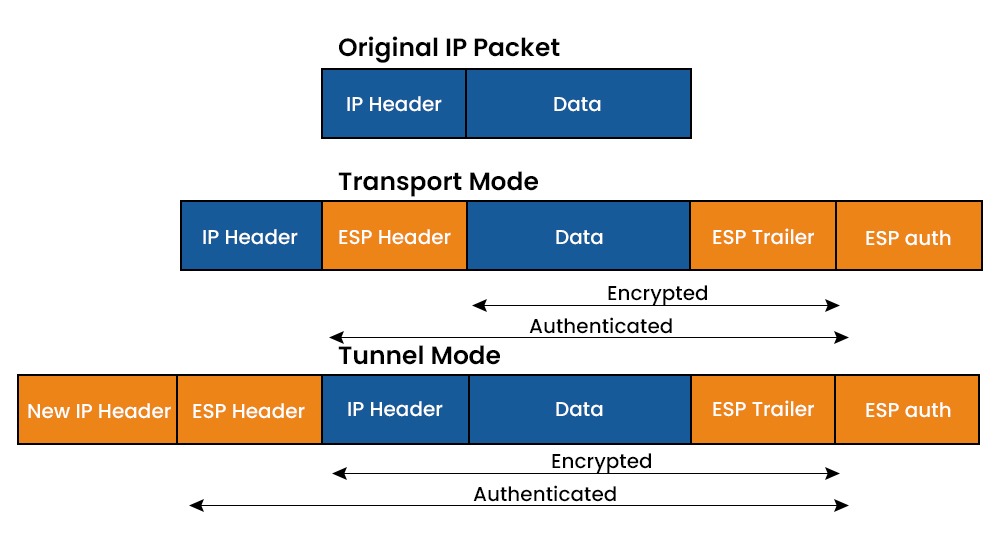 Original IP Packet
IP Header Data
Transport Mode
IP Header ESP Header Data ESP Trailer ESP auth
Encrypted
Authenticated
Tunnel Mode
New IP Header ESP Header IP Header Data ESP Trailer ESP auth
Encrypted
Authenticated